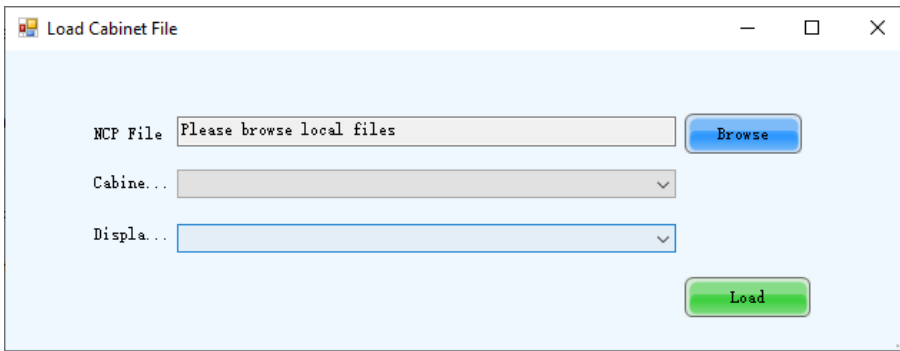 Load Cabinet File
NCP File Please browse local files Browse
Cabine...
Displa...
Load